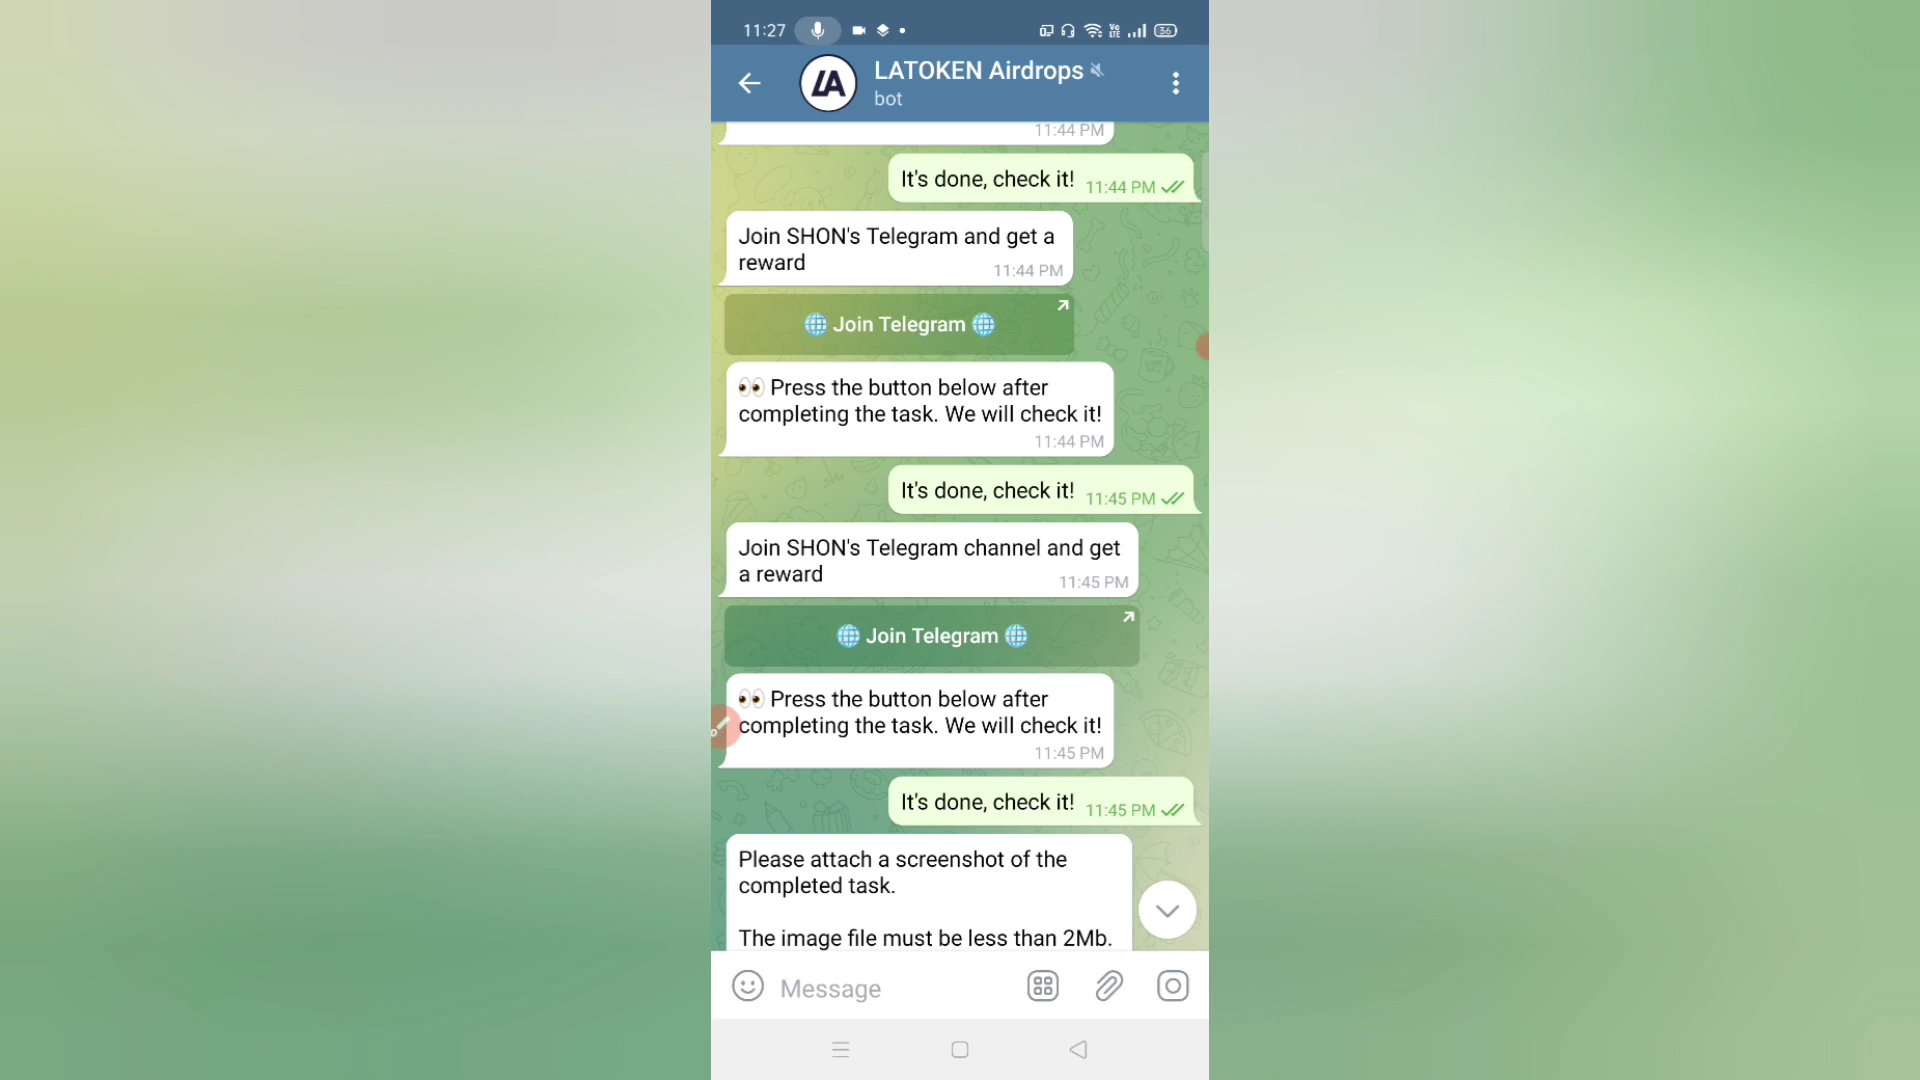 11:27
Vo LTE 36
LA
LATOKEN Airdrops
bot
11:44 PM
It's done, check it! 11:44 PM
Join SHON's Telegram and get a
reward 11:44 PM
Join Telegram
Press the button below after
completing the task. We will check it!
11:44 PM
It's done, check it! 11:45 PM
Join SHON's Telegram channel and get
a reward 11:45 PM
Join Telegram
Press the button below after
completing the task. We will check it!
11:45 PM
It's done, check it! 11:45 PM
Please attach a screenshot of the
completed task.
The image file must be less than 2Mb.
Message